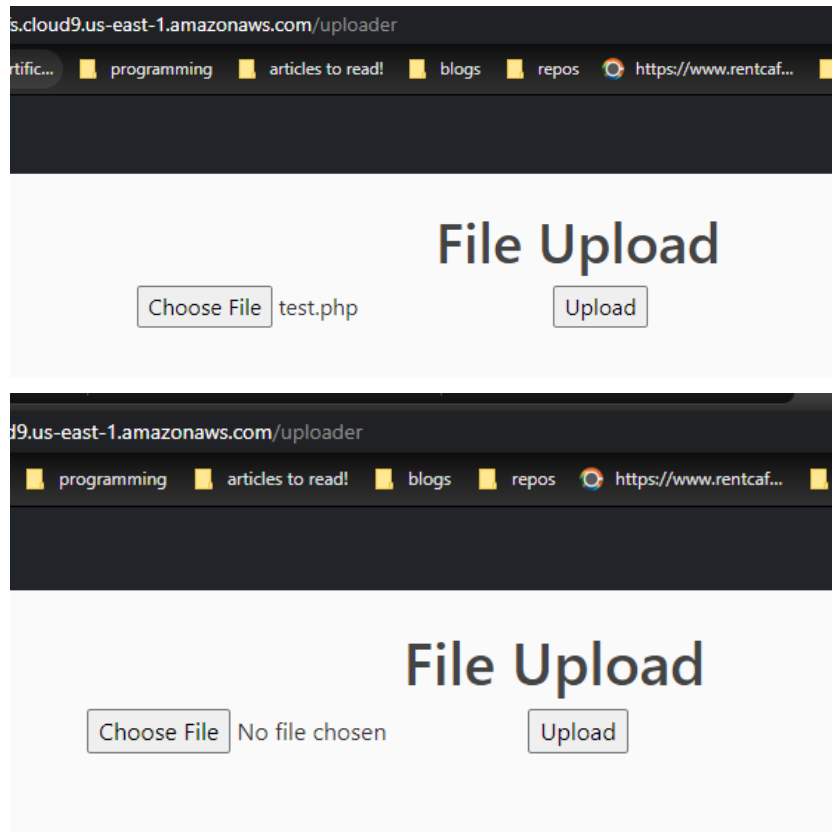 s.cloud9.us-east-1.amazonaws.com/uploader
rtific... programming articles to read! blogs repos https://www.rentcaf...
File Upload
Choose File test.php Upload
d9.us-east-1.amazonaws.com/uploader
programming articles to read! blogs repos https://www.rentcaf...
File Upload
Choose File No file chosen Upload